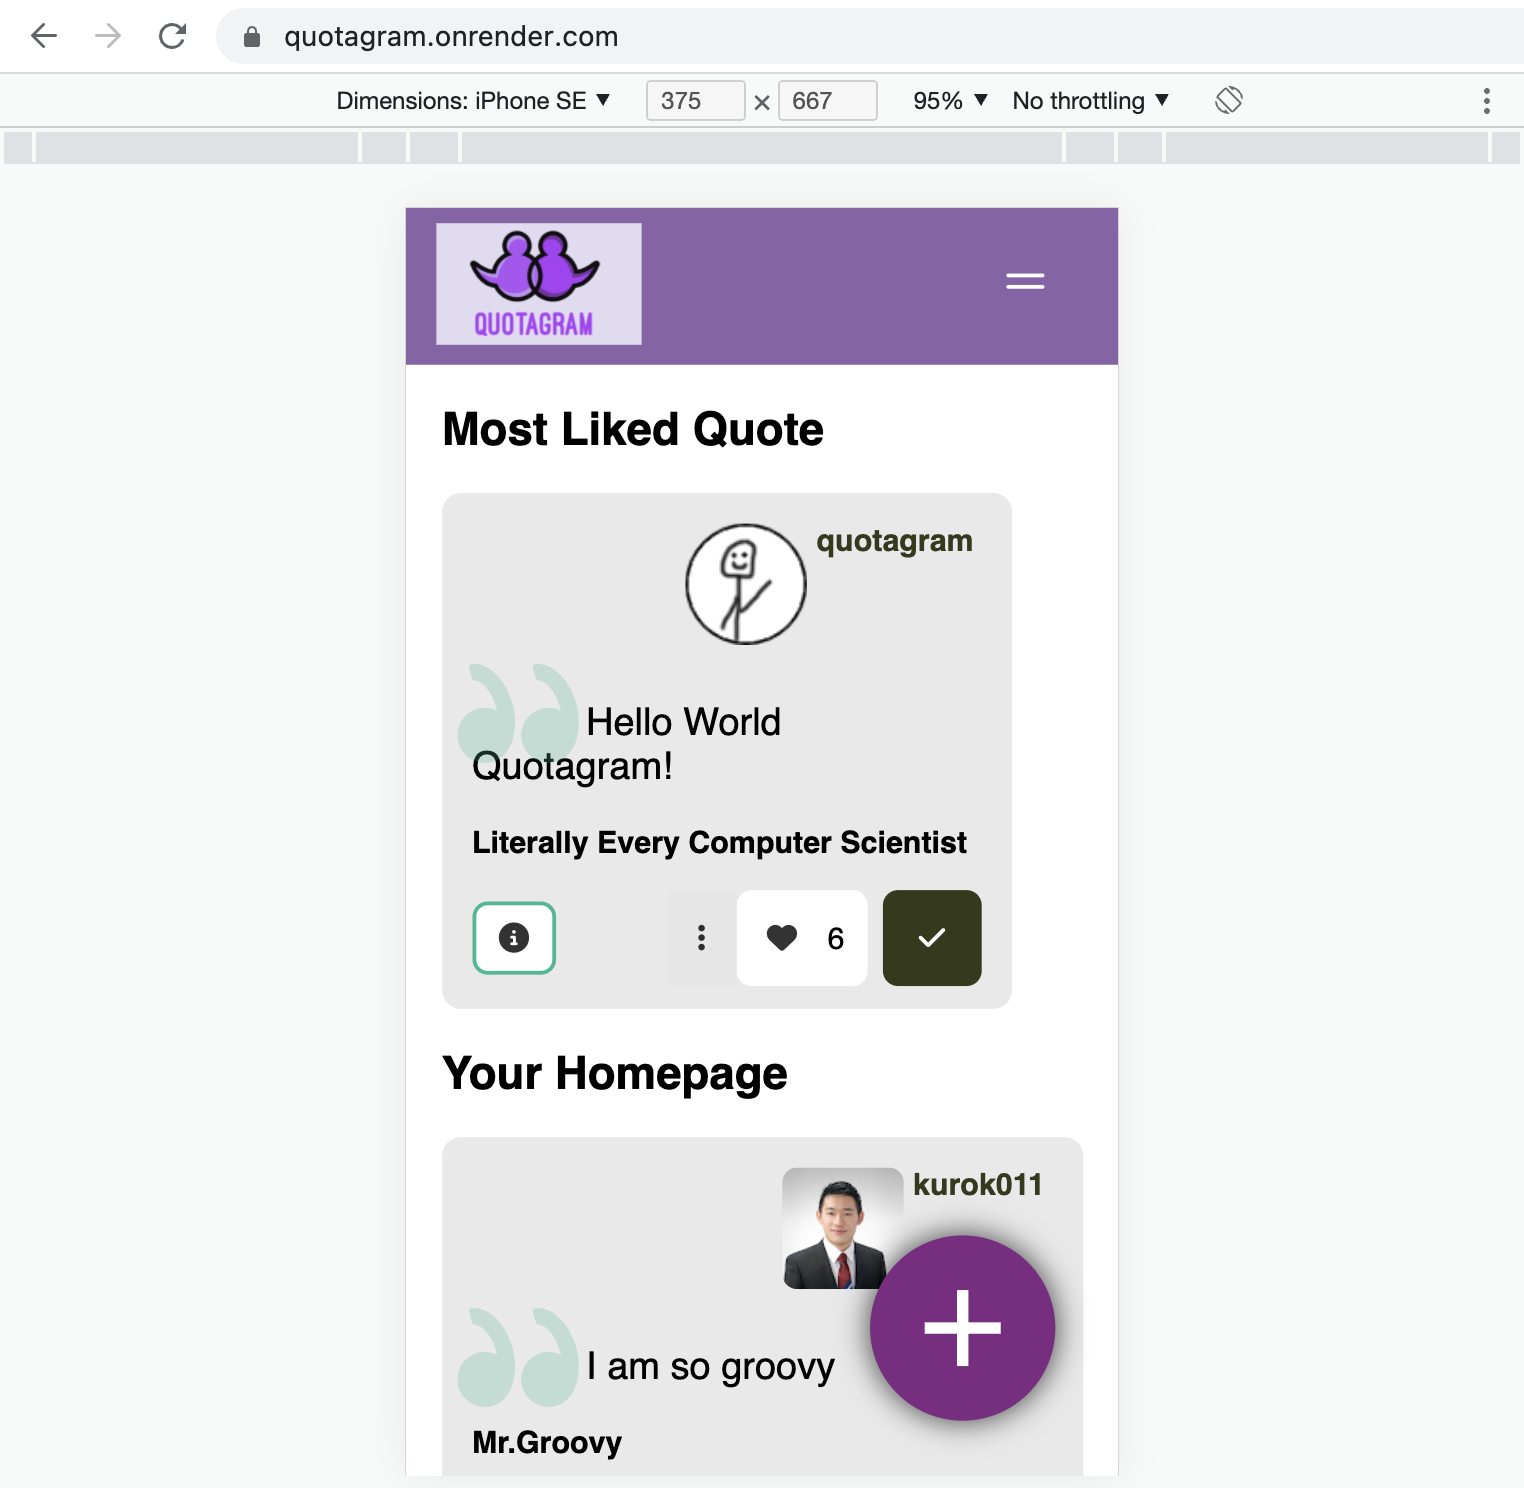 quotagram.onrender.com
Dimensions: iPhone SE ▼ 375 × 667 95% ▼ No throttling ▼
QUOTAGRAM
Most Liked Quote
quotagram
Hello World
Quotagram!
Literally Every Computer Scientist
6
Your Homepage
kurok011
I am so groovy
Mr.Groovy